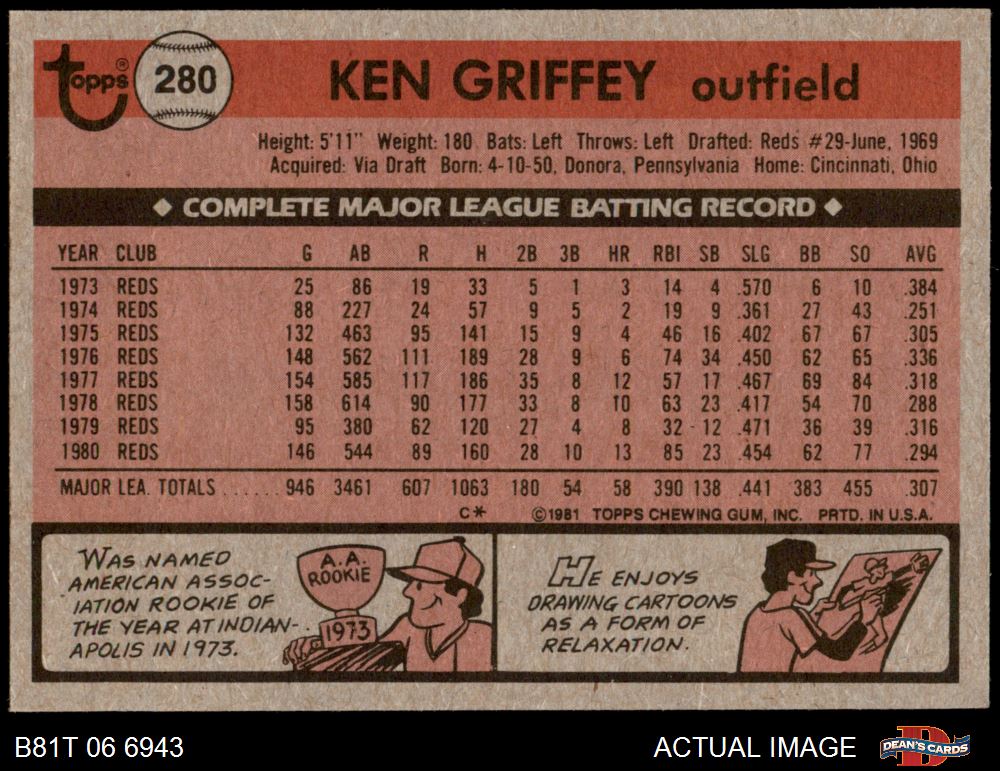 topps® 280 KEN GRIFFEY outfield
Height: 5'11" Weight: 180 Bats: Left Throws: Left Drafted: Reds #29-June, 1969
Acquired: Via Draft Born: 4-10-50, Donora, Pennsylvania Home: Cincinnati, Ohio
◆ COMPLETE MAJOR LEAGUE BATTING RECORD ◆
YEAR CLUB G AB R H 2B 3B HR RBI SB SLG BB SO AVG
1973 REDS 25 86 19 33 5 1 3 14 4 .570 6 10 .384
1974 REDS 88 227 24 57 9 5 2 19 9 .361 27 43 .251
1975 REDS 132 463 95 141 15 9 4 46 16 .402 67 67 .305
1976 REDS 148 562 111 189 28 9 6 74 34 .450 62 65 .336
1977 REDS 154 585 117 186 35 8 12 57 17 .467 69 84 .318
1978 REDS 158 614 90 177 33 8 10 63 23 .417 54 70 .288
1979 REDS 95 380 62 120 27 4 8 32 12 .471 36 39 .316
1980 REDS 146 544 89 160 28 10 13 85 23 .454 62 77 .294
MAJOR LEA. TOTALS ...... 946 3461 607 1063 180 54 58 390 138 .441 383 455 .307
C* ©1981 TOPPS CHEWING GUM, INC. PRTD. IN U.S.A.
WAS NAMED
AMERICAN ASSOC-
IATION ROOKIE OF
THE YEAR AT INDIAN-
APOLIS IN 1973.
A.A.
ROOKIE
1973
HE ENJOYS
DRAWING CARTOONS
AS A FORM OF
RELAXATION.
B81T 06 6943 ACTUAL IMAGE D DEAN'S CARDS